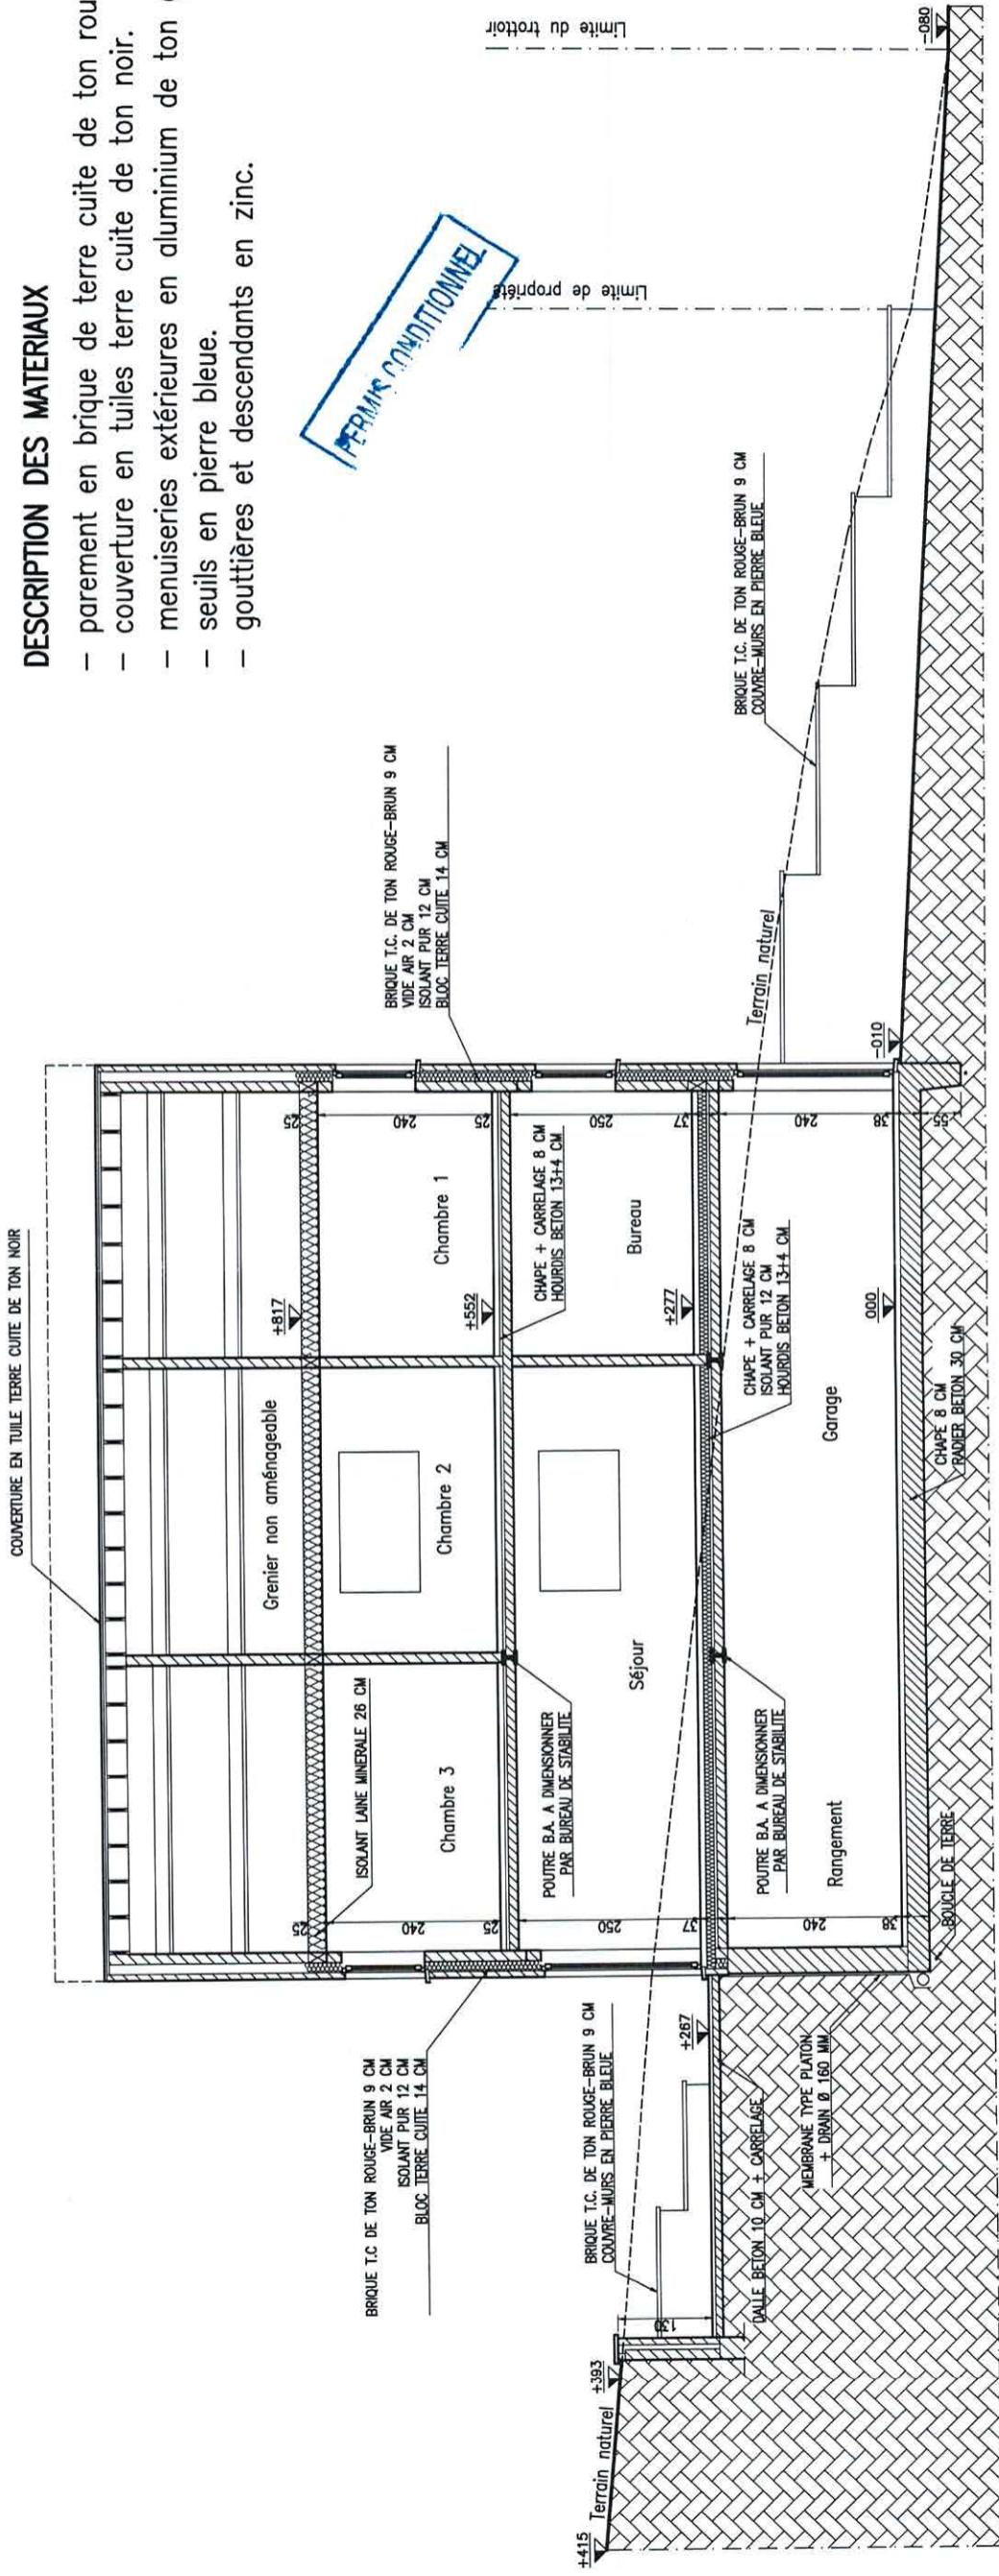 DESCRIPTION DES MATERIAUX
- parement en brique de terre cuite de ton rou
- couverture en tuiles terre cuite de ton noir.
- menuiseries extérieures en aluminium de ton
- seuils en pierre bleue.
- gouttières et descendants en zinc.
PERMIS CONDITIONNEL
Limite du trottoir
Limite de propriété
COUVERTURE EN TUILE TERRE CUITE DE TON NOIR
BRIQUE T.C. DE TON ROUGE-BRUN 9 CM
VIDE AIR 2 CM
ISOLANT PUR 12 CM
BLOC TERRE CUITE 14 CM
BRIQUE T.C DE TON ROUGE-BRUN 9 CM
VIDE AIR 2 CM
ISOLANT PUR 12 CM
BLOC TERRE CUITE 14 CM
Grenier non aménageable
+817
25
25
ISOLANT LAINE MINERALE 26 CM
240
240
Chambre 3
Chambre 2
Chambre 1
+552
25
25
CHAPE + CARRELAGE 8 CM
HOURDIS BETON 13+4 CM
POUTRE B.A. A DIMENSIONNER
PAR BUREAU DE STABILITE
250
250
Séjour
Bureau
+277
37
37
CHAPE + CARRELAGE 8 CM
ISOLANT PUR 12 CM
HOURDIS BETON 13+4 CM
POUTRE B.A. A DIMENSIONNER
PAR BUREAU DE STABILITE
240
240
Rangement
Garage
000
38
38
55
CHAPE 8 CM
RADIER BETON 30 CM
BOUCLE DE TERRE
BRIQUE T.C. DE TON ROUGE-BRUN 9 CM
COUVRE-MURS EN PIERRE BLEUE
+415
Terrain naturel
+393
130
+267
DALLE BETON 10 CM + CARRELAGE
MEMBRANE TYPE PLATON
+ DRAIN Ø 160 MM
BRIQUE T.C. DE TON ROUGE-BRUN 9 CM
COUVRE-MURS EN PIERRE BLEUE
Terrain naturel
-010
-080